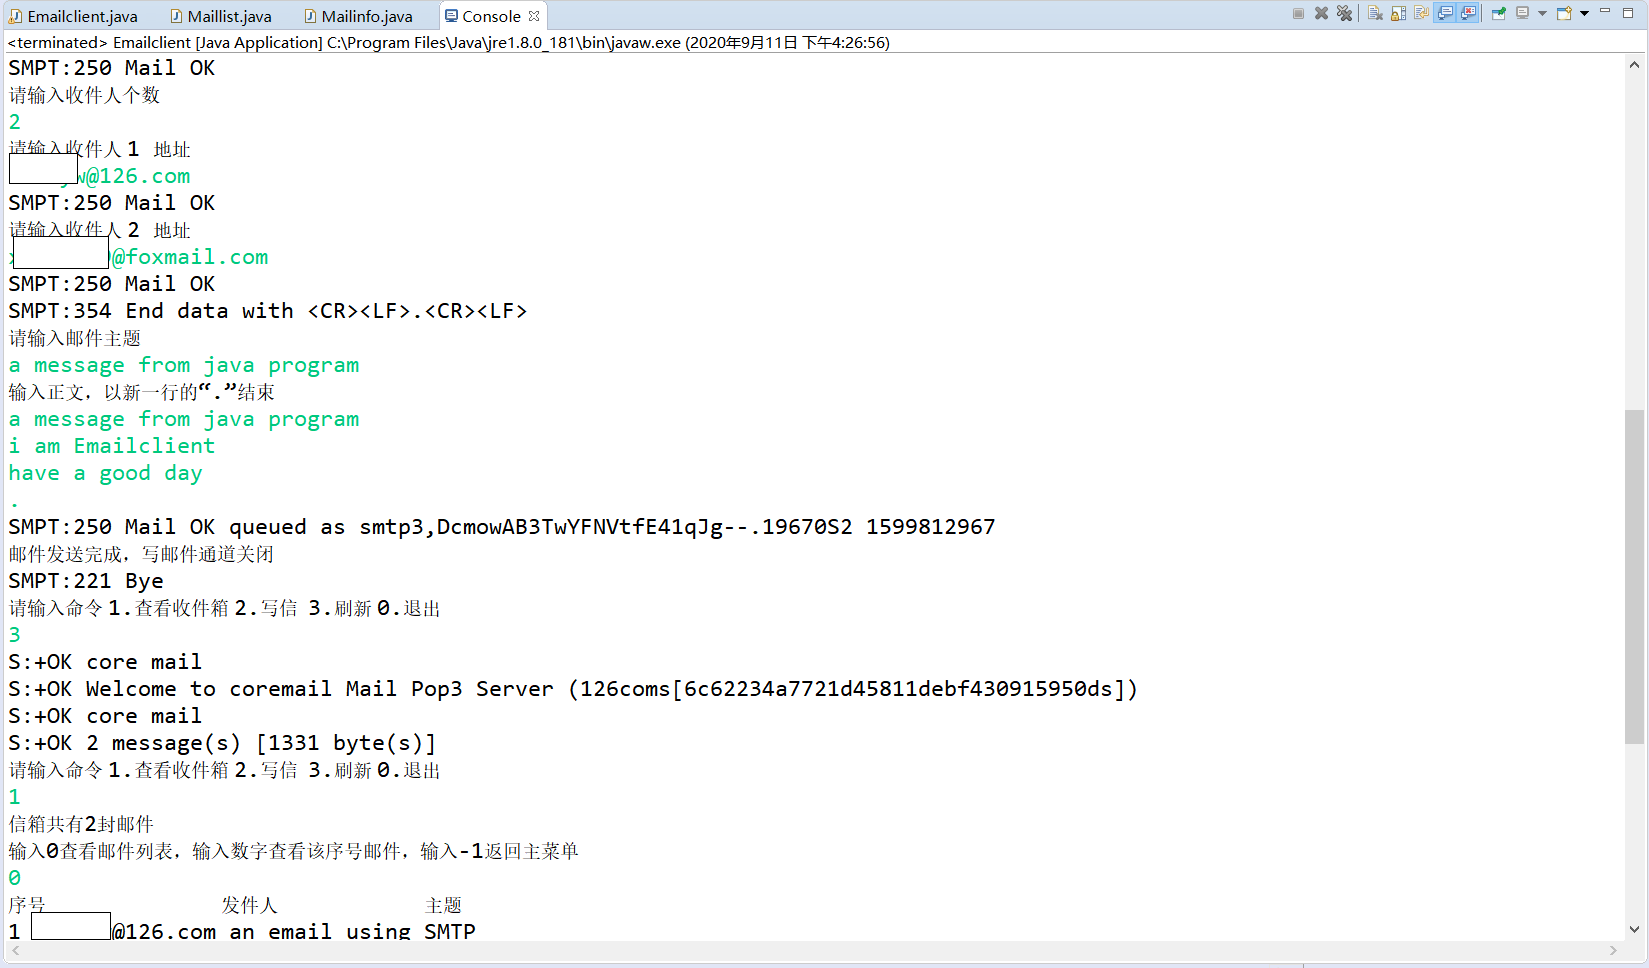 Emailclient.java Maillist.java Mailinfo.java Console
<terminated> Emailclient [Java Application] C:\Program Files\Java\jre1.8.0_181\bin\javaw.exe (2020年9月11日 下午4:26:56)
SMPT:250 Mail OK
请输入收件人个数
2
请输入收件人1 地址
w@126.com
SMPT:250 Mail OK
请输入收件人2 地址
@foxmail.com
SMPT:250 Mail OK
SMPT:354 End data with <CR><LF>.<CR><LF>
请输入邮件主题
a message from java program
输入正文，以新一行的“.”结束
a message from java program
i am Emailclient
have a good day
.
SMPT:250 Mail OK queued as smtp3,DcmowAB3TwYFNVtfE41qJg--.19670S2 1599812967
邮件发送完成，写邮件通道关闭
SMPT:221 Bye
请输入命令 1.查看收件箱 2.写信 3.刷新 0.退出
3
S:+OK core mail
S:+OK Welcome to coremail Mail Pop3 Server (126coms[6c62234a7721d45811debf430915950ds])
S:+OK core mail
S:+OK 2 message(s) [1331 byte(s)]
请输入命令 1.查看收件箱 2.写信 3.刷新 0.退出
1
信箱共有2封邮件
输入0查看邮件列表，输入数字查看该序号邮件，输入-1返回主菜单
0
序号 发件人 主题
1 @126.com an email using SMTP